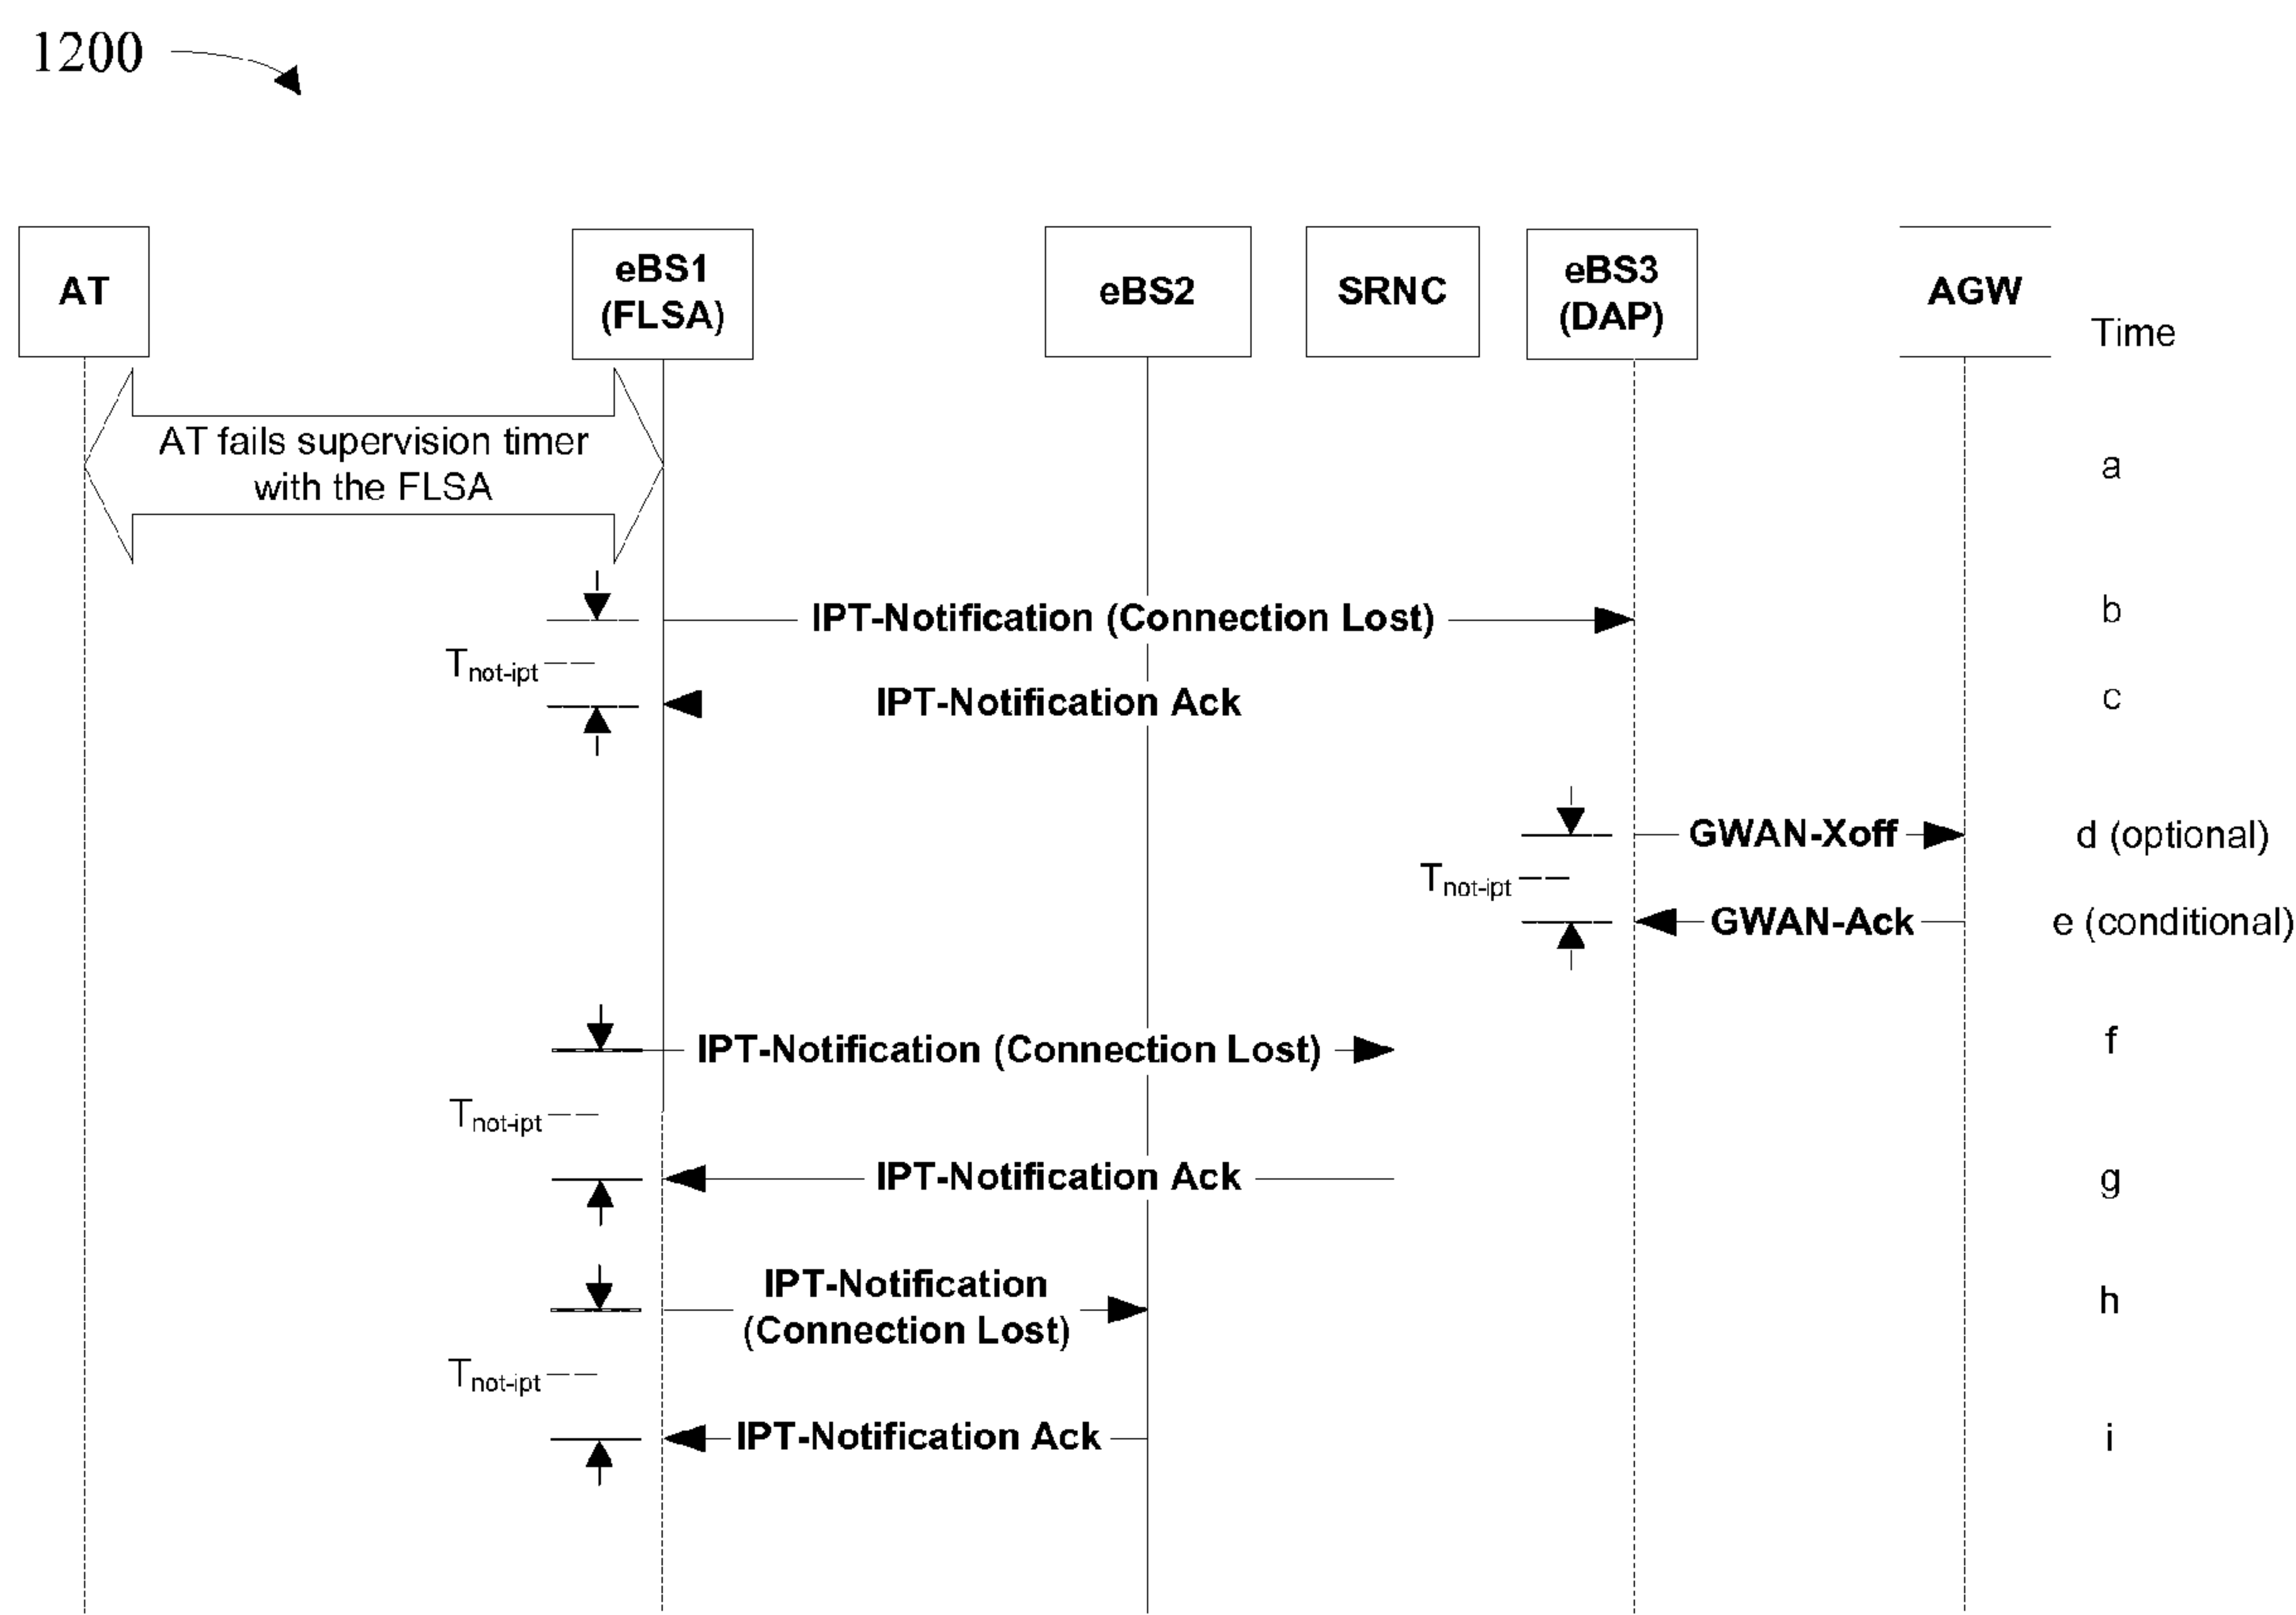 1200
AT
eBS1
(FLSA)
eBS2
SRNC
eBS3
(DAP)
AGW
Time
AT fails supervision timer
with the FLSA
a
IPT-Notification (Connection Lost)
b
Tnot-ipt
IPT-Notification Ack
c
GWAN-Xoff
d (optional)
Tnot-ipt
GWAN-Ack
e (conditional)
IPT-Notification (Connection Lost)
f
Tnot-ipt
IPT-Notification Ack
g
IPT-Notification
(Connection Lost)
h
Tnot-ipt
IPT-Notification Ack
i